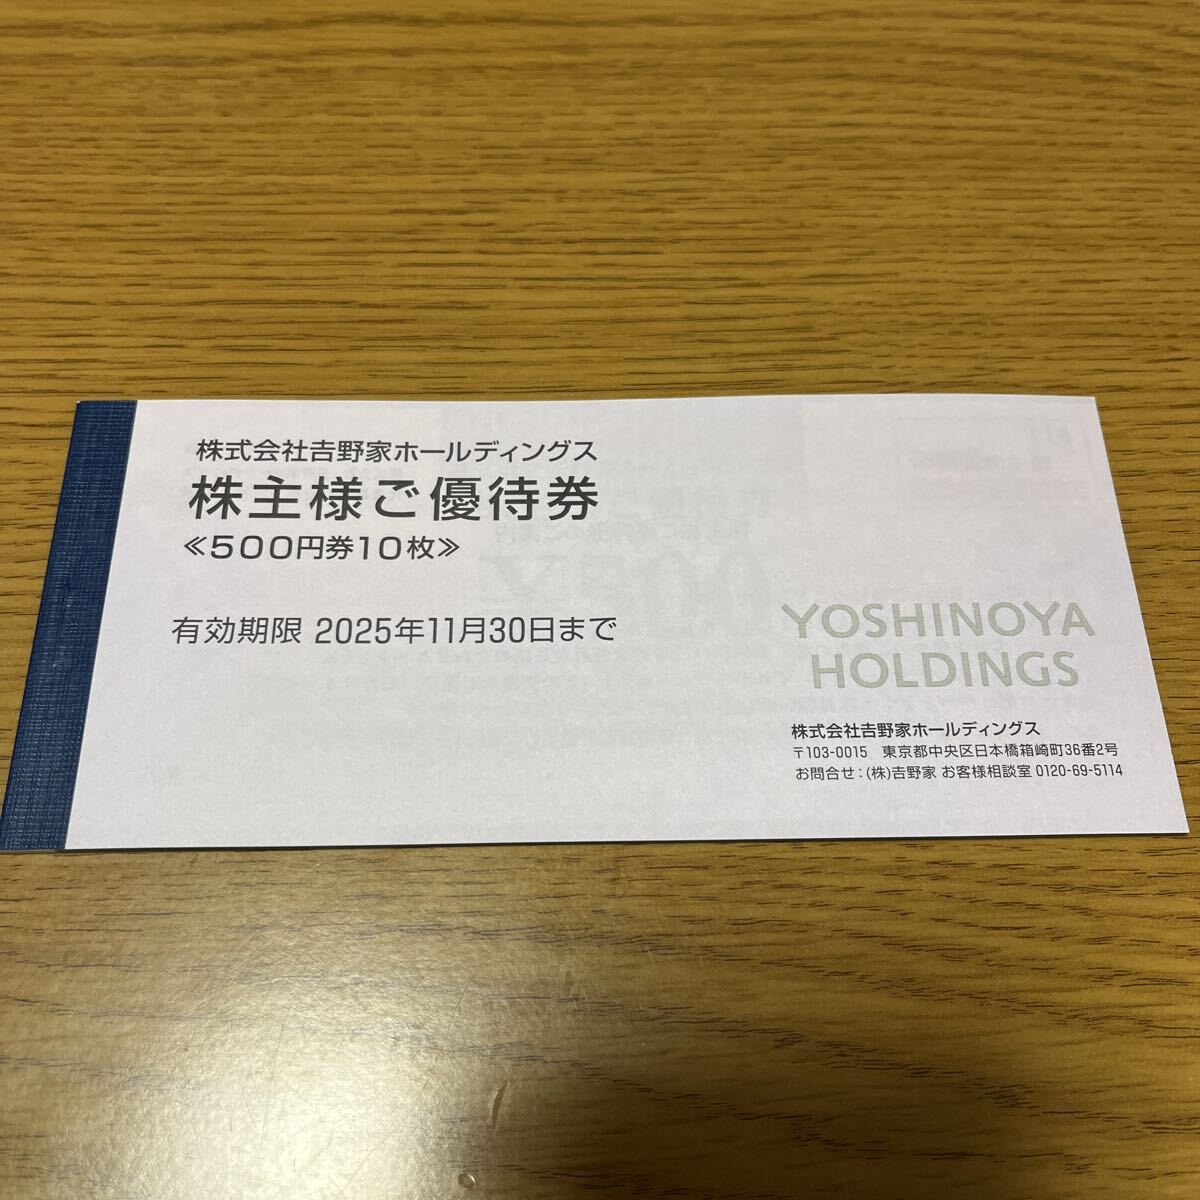 株式会社𠮷野家ホールディングス
株主様ご優待券
≪500円券10枚≫
有効期限 2025年11月30日まで
YOSHINOYA
HOLDINGS
株式会社𠮷野家ホールディングス
〒103-0015 東京都中央区日本橋箱崎町36番2号
お問合せ：(株)𠮷野家 お客様相談室 0120-69-5114